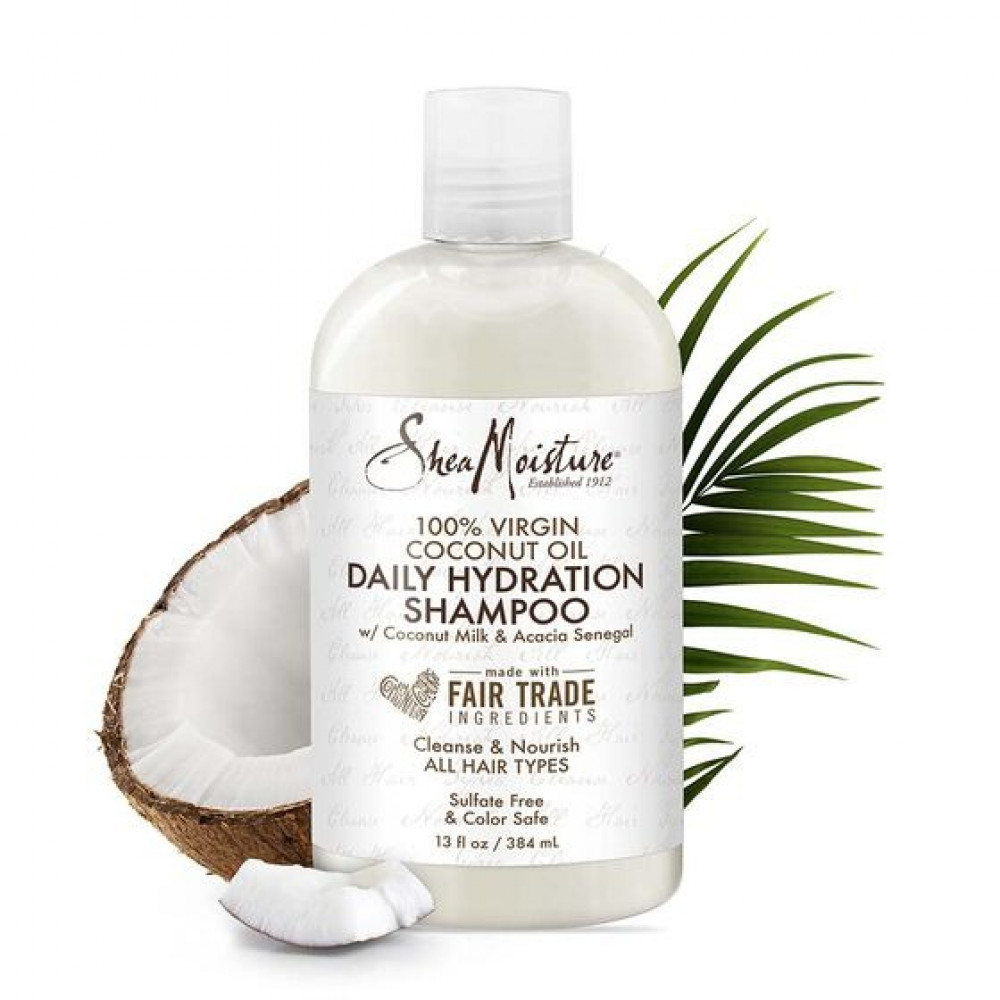 SheaMoisture®
Established 1912
100% VIRGIN
COCONUT OIL
DAILY HYDRATION
SHAMPOO
w/ Coconut Milk & Acacia Senegal
made with
FAIR TRADE
INGREDIENTS
Cleanse & Nourish
ALL HAIR TYPES
Sulfate Free
& Color Safe
13 fl oz / 384 mL